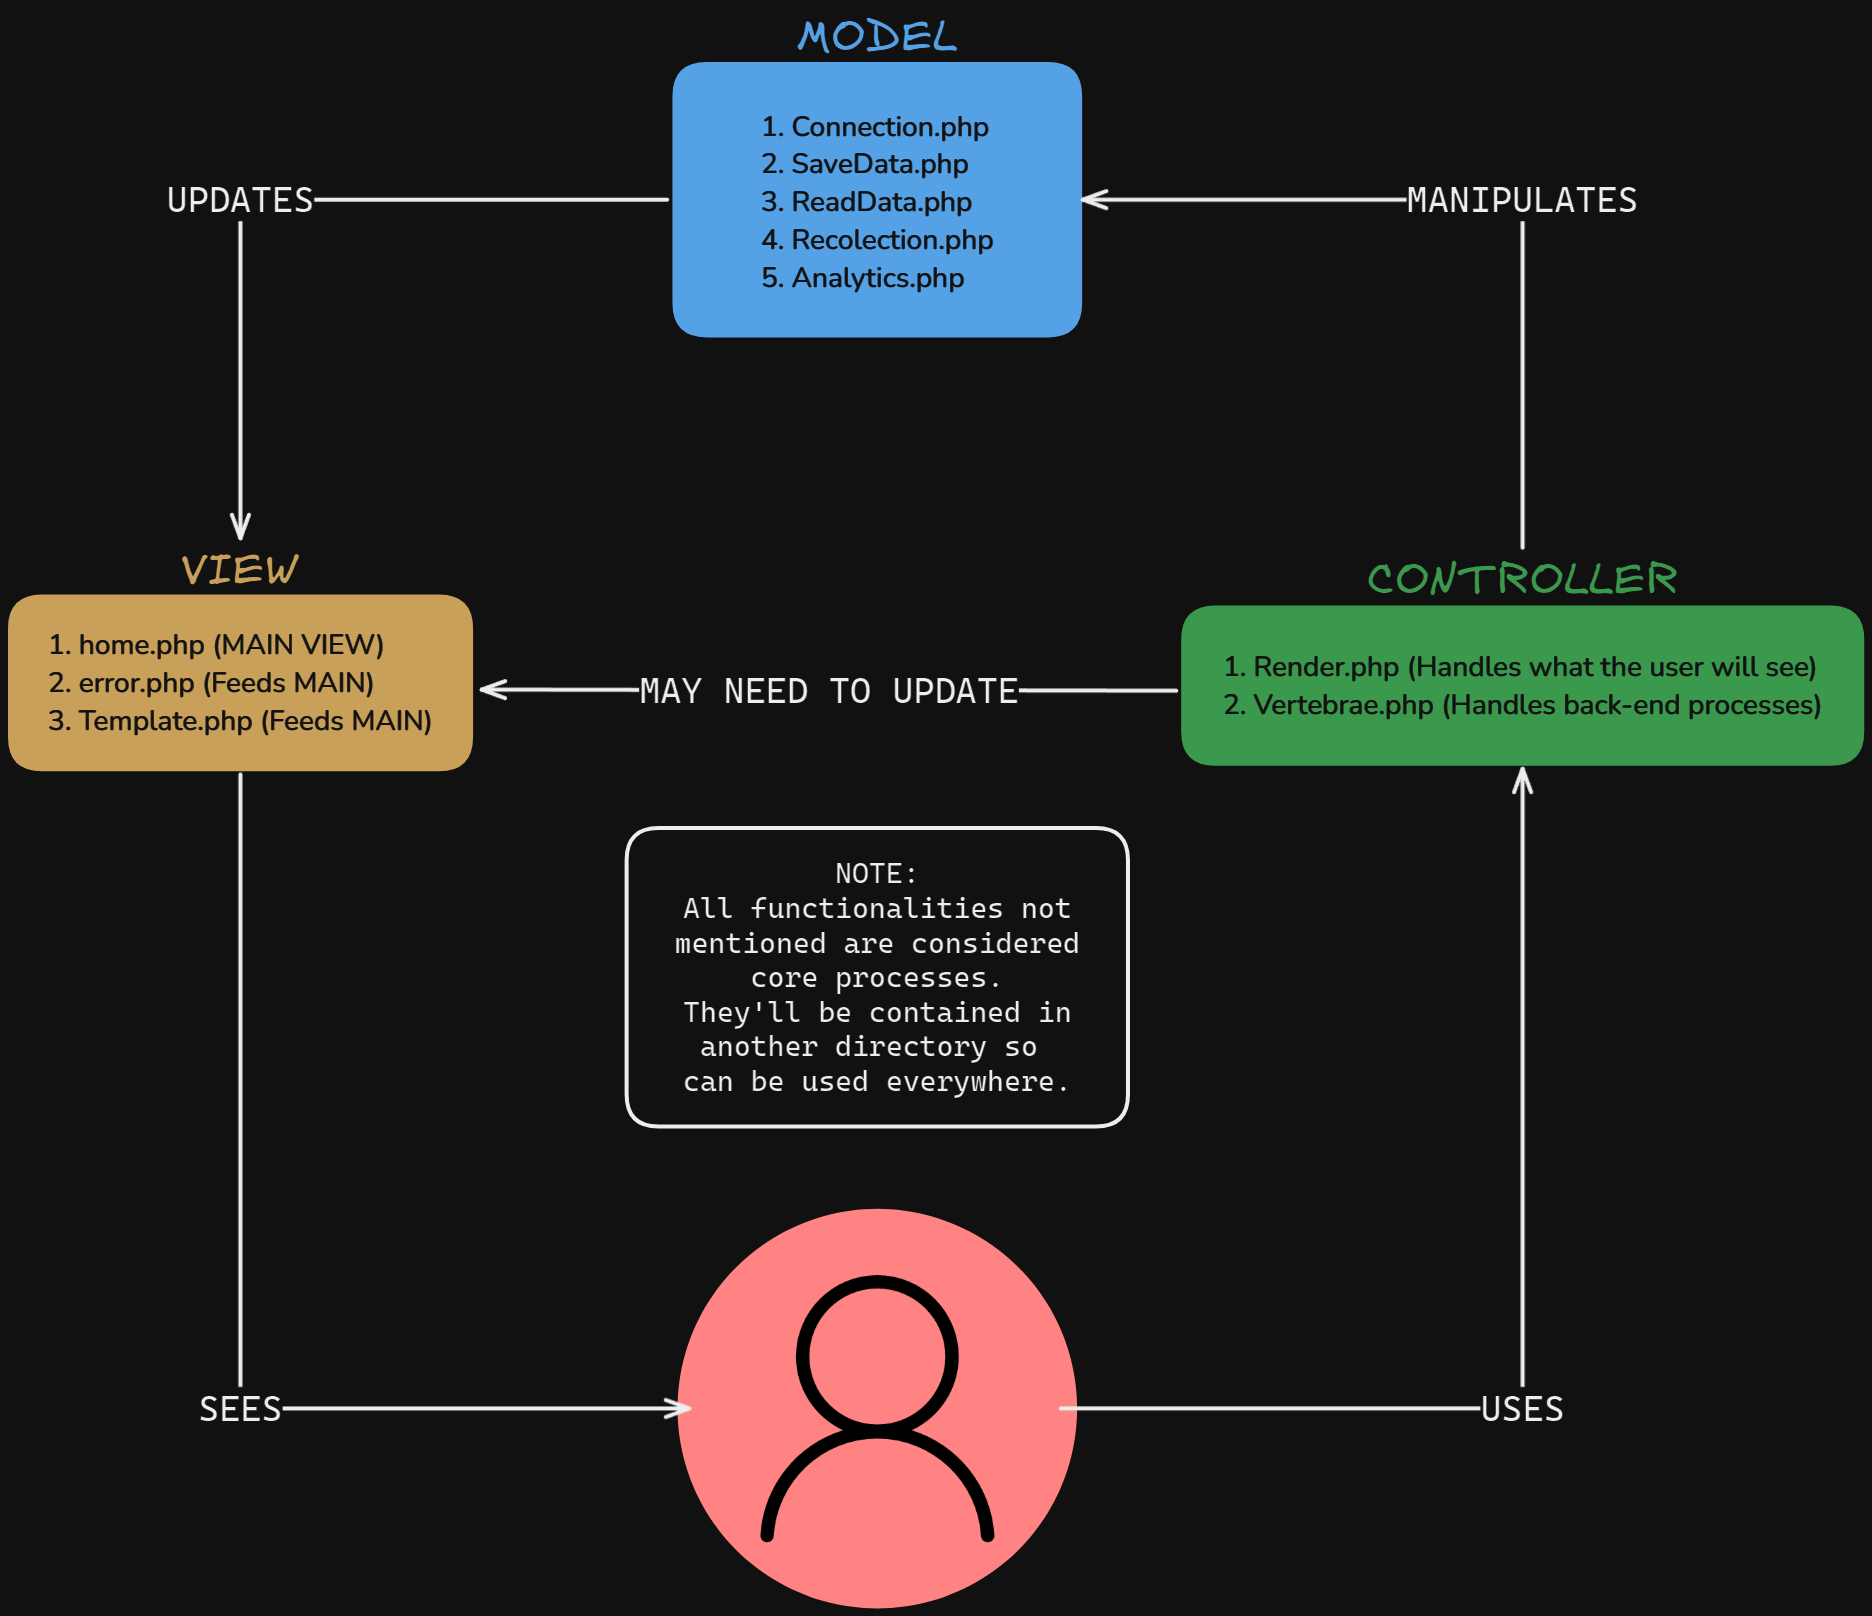 MODEL
1. Connection.php
2. SaveData.php
3. ReadData.php
4. Recolection.php
5. Analytics.php
UPDATES
MANIPULATES
VIEW
1. home.php (MAIN VIEW)
2. error.php (Feeds MAIN)
3. Template.php (Feeds MAIN)
MAY NEED TO UPDATE
CONTROLLER
1. Render.php (Handles what the user will see)
2. Vertebrae.php (Handles back-end processes)
NOTE:
All functionalities not
mentioned are considered
core processes.
They'll be contained in
another directory so
can be used everywhere.
SEES
USES